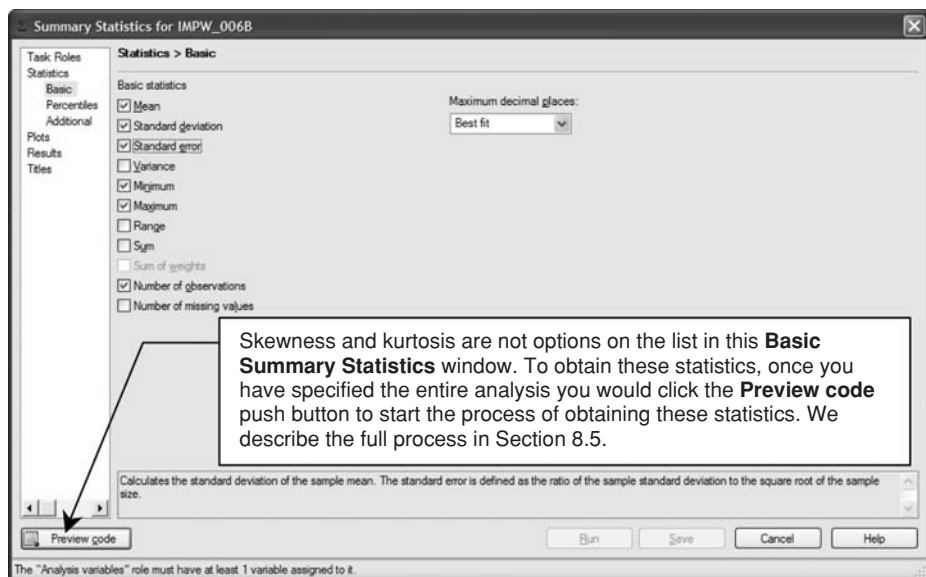 Summary Statistics for IMPW_006B
Task Roles
Statistics
Basic
Percentiles
Additional
Plots
Results
Titles
Statistics > Basic
Basic statistics
Mean
Standard deviation
Standard error
Variance
Minimum
Maximum
Range
Sum
Sum of weights
Number of observations
Number of missing values
Maximum decimal places:
Best fit
Skewness and kurtosis are not options on the list in this Basic
Summary Statistics window. To obtain these statistics, once you
have specified the entire analysis you would click the Preview code
push button to start the process of obtaining these statistics. We
describe the full process in Section 8.5.
Calculates the standard deviation of the sample mean. The standard error is defined as the ratio of the sample standard deviation to the square root of the sample
size.
Preview code
Run
Save
Cancel
Help
The "Analysis variables" role must have at least 1 variable assigned to it.